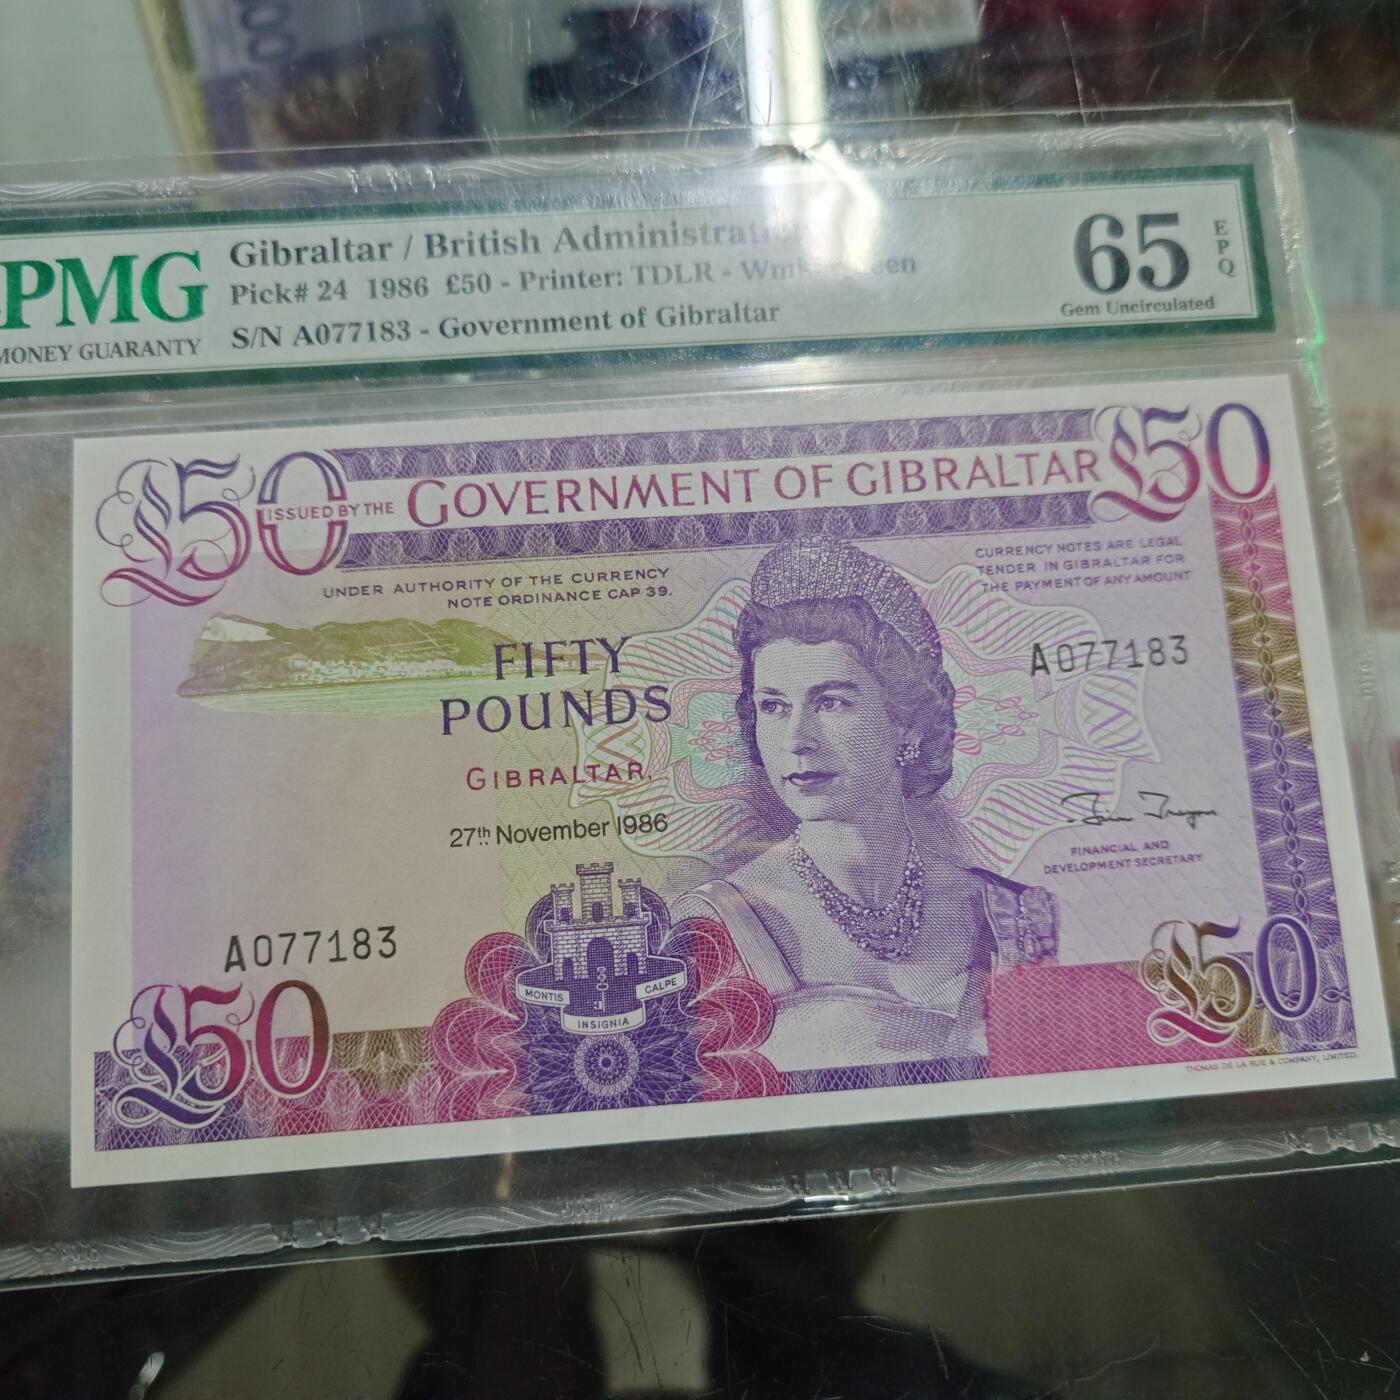 PMG
MONEY GUARANTY
Gibraltar / British
Pick# 24 1986 £50 - Printer: TDLR -
S/N A077183 - Government of Gibraltar
65
EPQ
Gem Uncirculated
£50
ISSUED BY THE GOVERNMENT OF GIBRALTAR
£50
UNDER AUTHORITY OF THE CURRENCY
NOTE ORDINANCE CAP 39.
CURRENCY NOTES ARE LEGAL
TENDER IN GIBRALTAR FOR
THE PAYMENT OF ANY AMOUNT
FIFTY
POUNDS
A077183
GIBRALTAR,
27th November 1986
FINANCIAL AND
DEVELOPMENT SECRETARY
A077183
£50
MONTIS
INSIGNIA
CALPE
£50
THOMAS DE LA RUE & COMPANY, LIMITED.